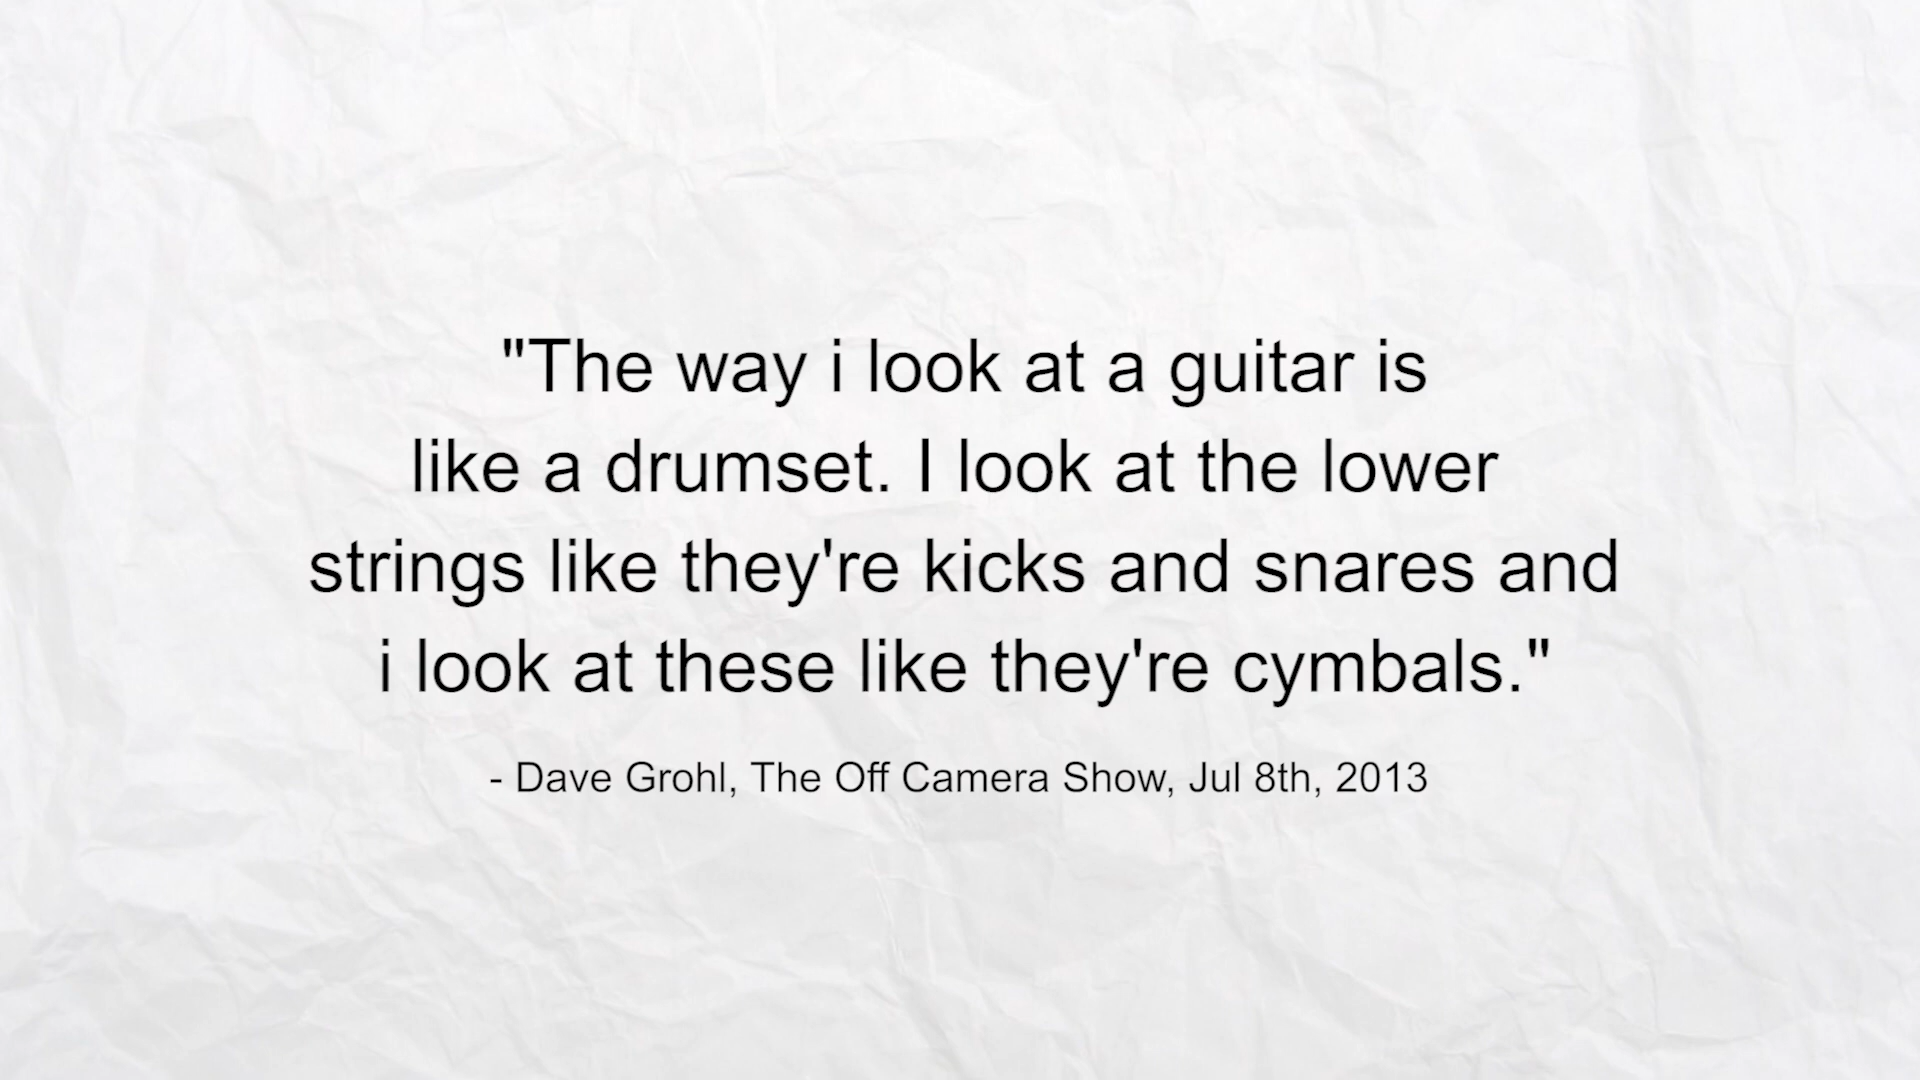 "The way i look at a guitar is
like a drumset. I look at the lower
strings like they're kicks and snares and
i look at these like they're cymbals."
- Dave Grohl, The Off Camera Show, Jul 8th, 2013